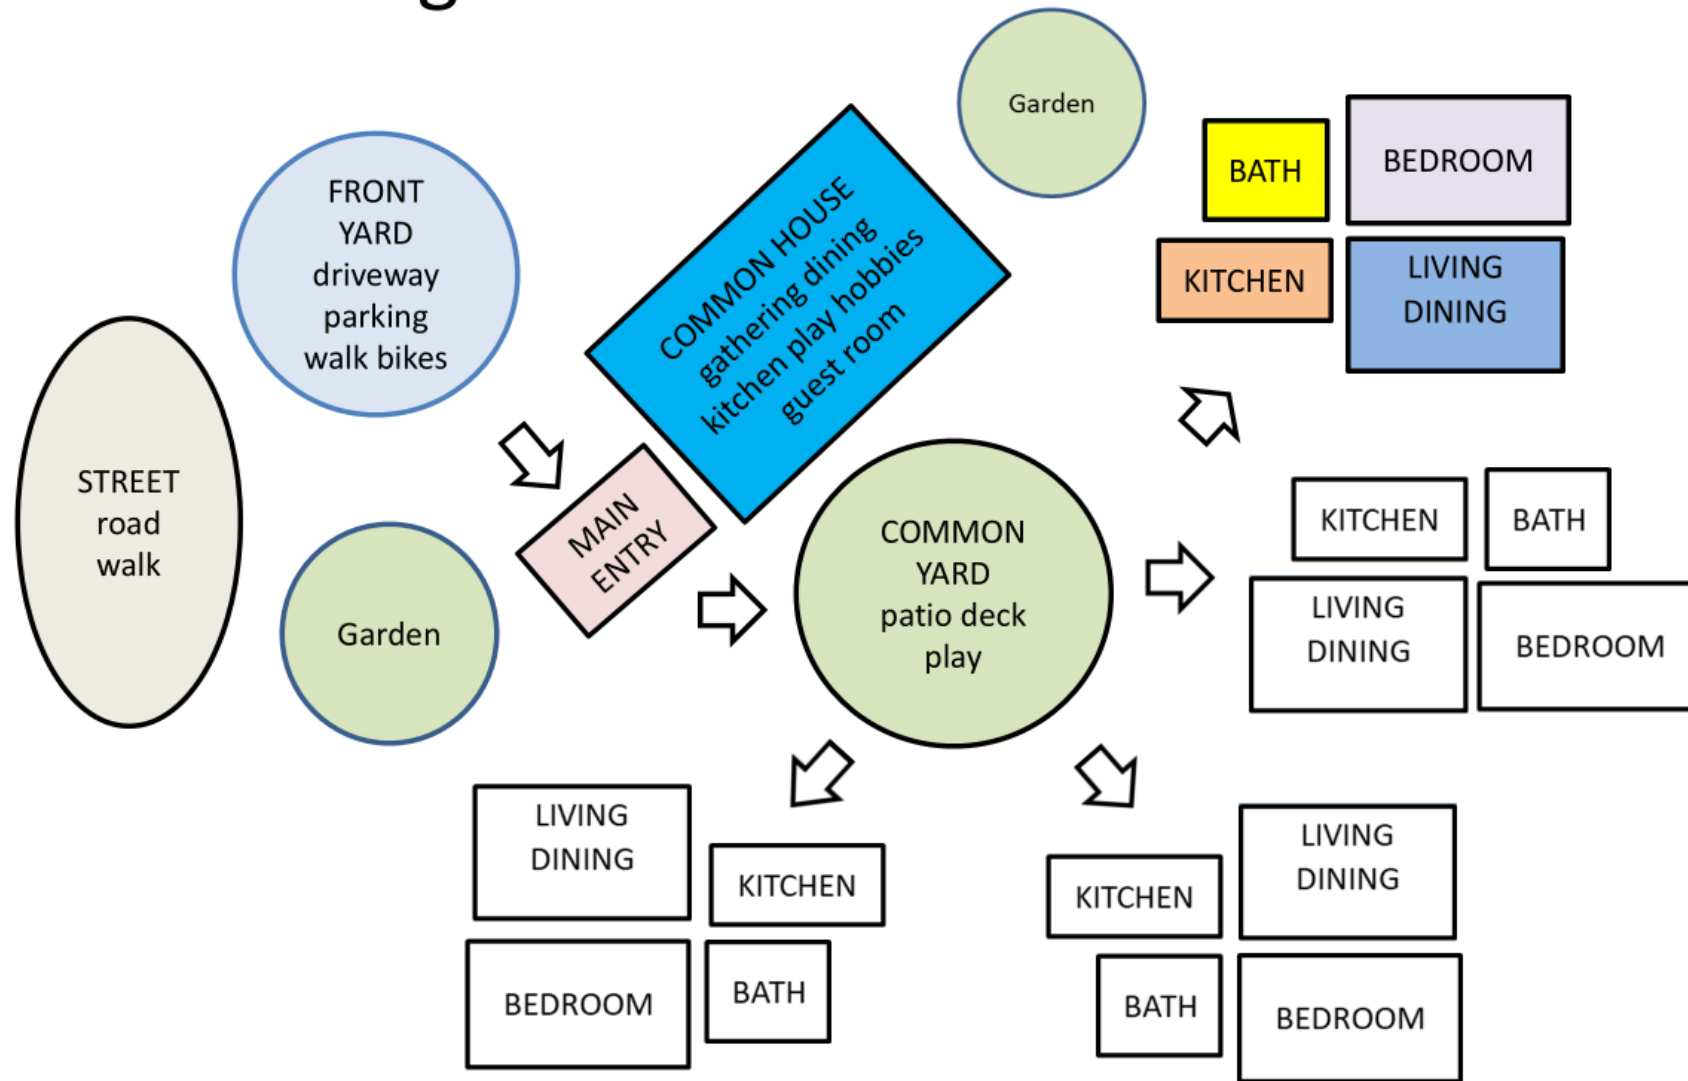 Garden
FRONT
YARD
driveway
parking
walk bikes
COMMON HOUSE
gathering dining
kitchen play hobbies
guest room
BATH
BEDROOM
KITCHEN
LIVING
DINING
STREET
road
walk
MAIN
ENTRY
Garden
COMMON
YARD
patio deck
play
KITCHEN
BATH
LIVING
DINING
BEDROOM
LIVING
DINING
KITCHEN
BEDROOM
BATH
KITCHEN
LIVING
DINING
BATH
BEDROOM